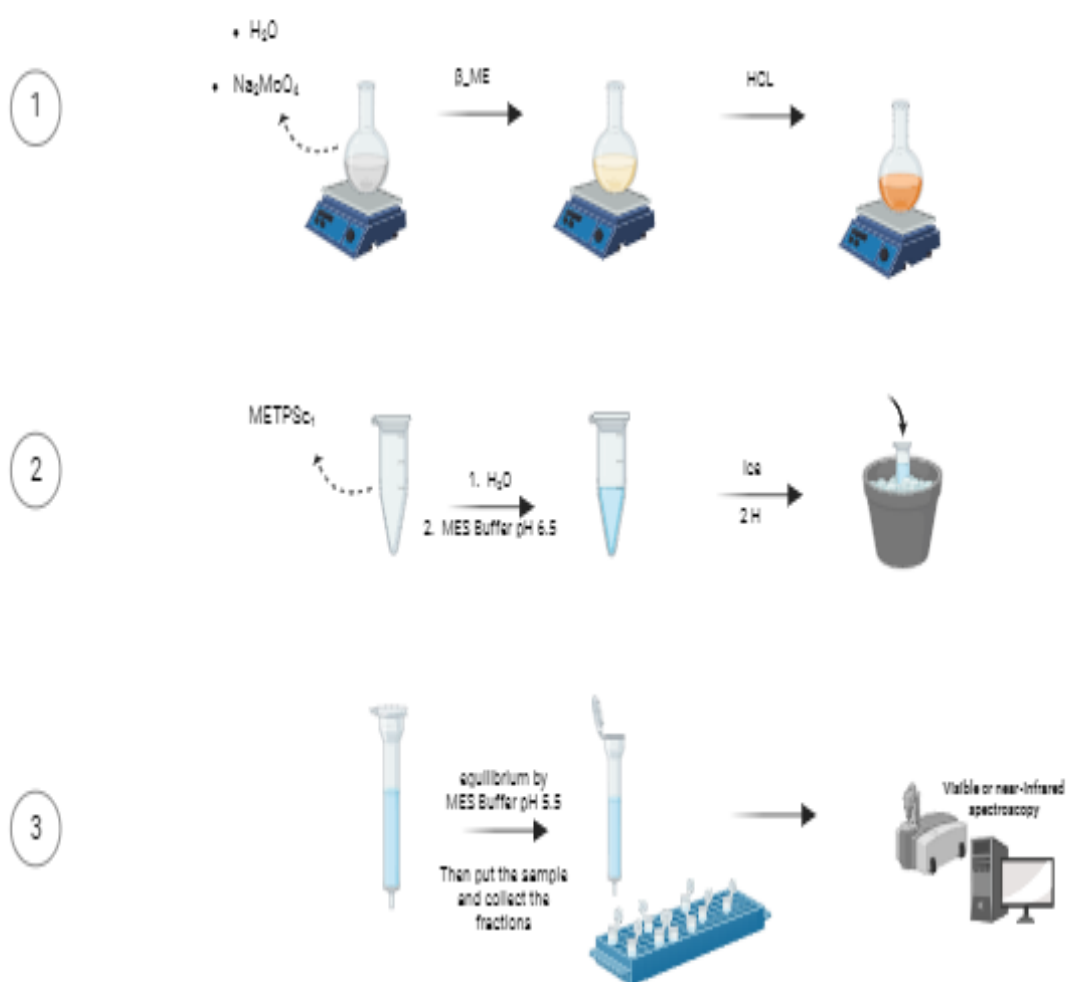 • H₂O
1
• Na₂MoO₄
β_ME
HCL
2
METPSc₁
1. H₂O
2. MES Buffer pH 6.5
Ice
2 H
3
equilibrium by
MES Buffer pH 5.5
Then put the sample
and collect the
fractions
Visible or near-infrared
spectroscopy